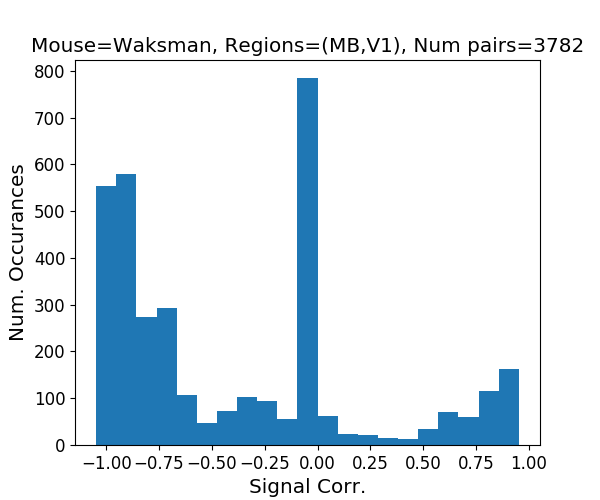 Mouse=Waksman, Regions=(MB,V1), Num pairs=3782
Num. Occurances
800
700
600
500
400
300
200
100
0
−1.00 −0.75 −0.50 −0.25 0.00 0.25 0.50 0.75 1.00
Signal Corr.